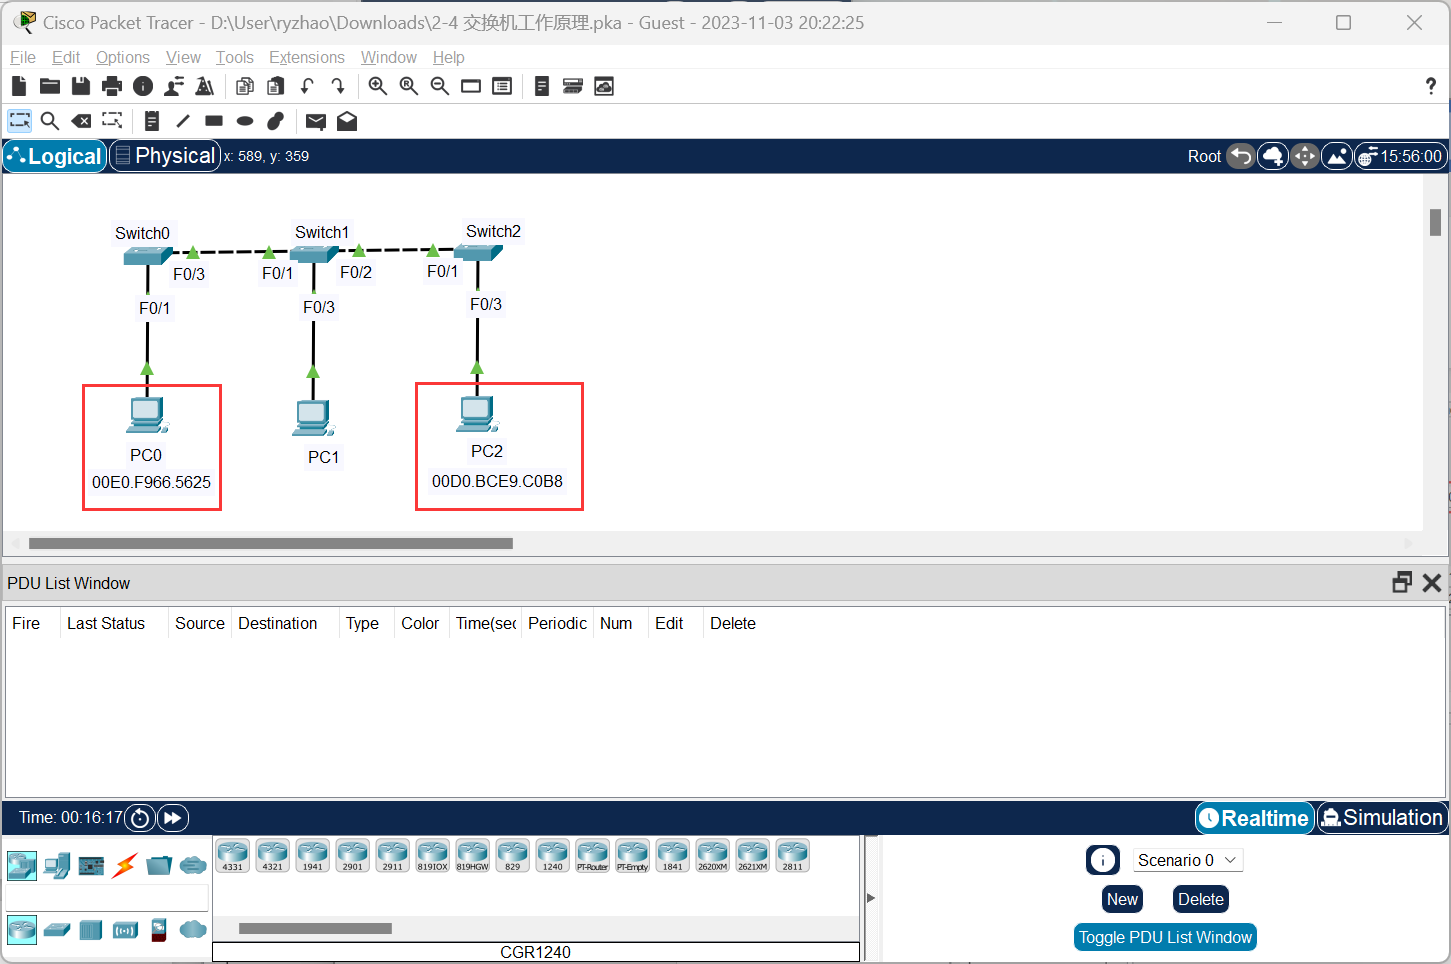 Cisco Packet Tracer - D:\User\ryzhao\Downloads\2-4 交换机工作原理.pka - Guest - 2023-11-03 20:22:25
File Edit Options View Tools Extensions Window Help
?
Logical Physical x: 589, y: 359 Root 15:56:00
Switch0 Switch1 Switch2
F0/3 F0/1 F0/2 F0/1
F0/1 F0/3 F0/3
PC0 PC1 PC2
00E0.F966.5625 00D0.BCE9.C0B8
PDU List Window
Fire Last Status Source Destination Type Color Time(sec Periodic Num Edit Delete
Time: 00:16:17 Realtime Simulation
4331 4321 1941 2901 2911 819IOX 819HGW 829 1240 PT-Router PT-Empty 1841 2620XM 2621XM 2811
Scenario 0
New Delete
Toggle PDU List Window
CGR1240